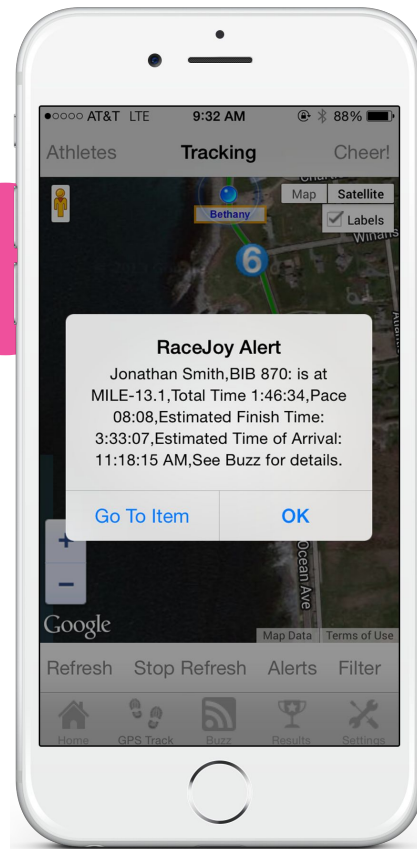 ●○○○○ AT&T LTE 9:32 AM 88%
Athletes Tracking Cheer!
Map Satellite
Labels
Bethany
Winans
6
RaceJoy Alert
Jonathan Smith,BIB 870: is at
MILE-13.1,Total Time 1:46:34,Pace
08:08,Estimated Finish Time:
3:33:07,Estimated Time of Arrival:
11:18:15 AM,See Buzz for details.
Go To Item OK
+
Ocean Ave
−
Google
Map Data Terms of Use
Refresh Stop Refresh Alerts Filter
Home GPS Track Buzz Results Settings